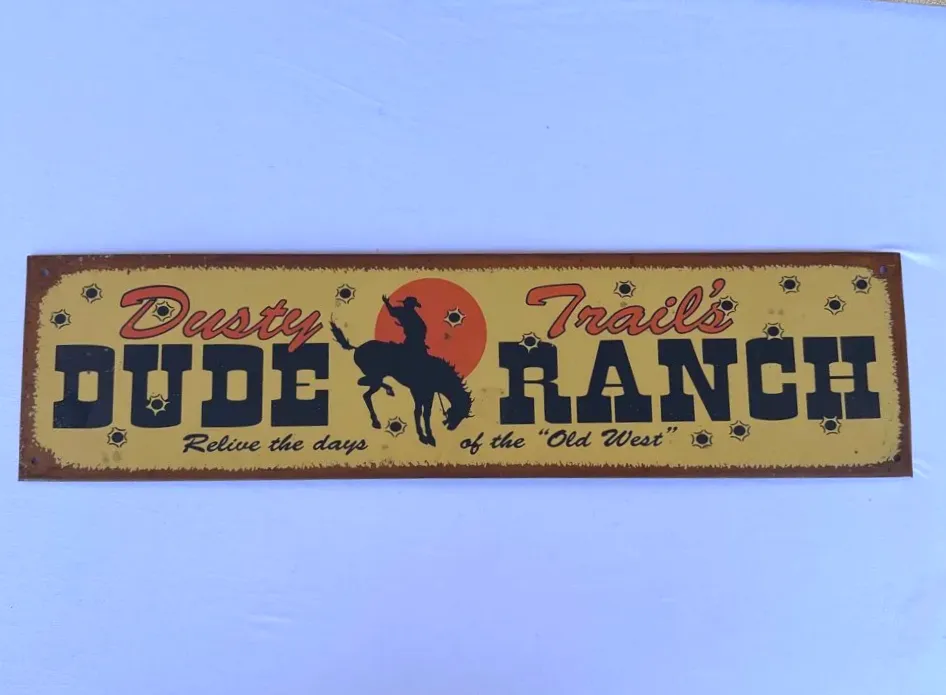 Dusty Trail's
DUDE RANCH
Relive the days of the "Old West"